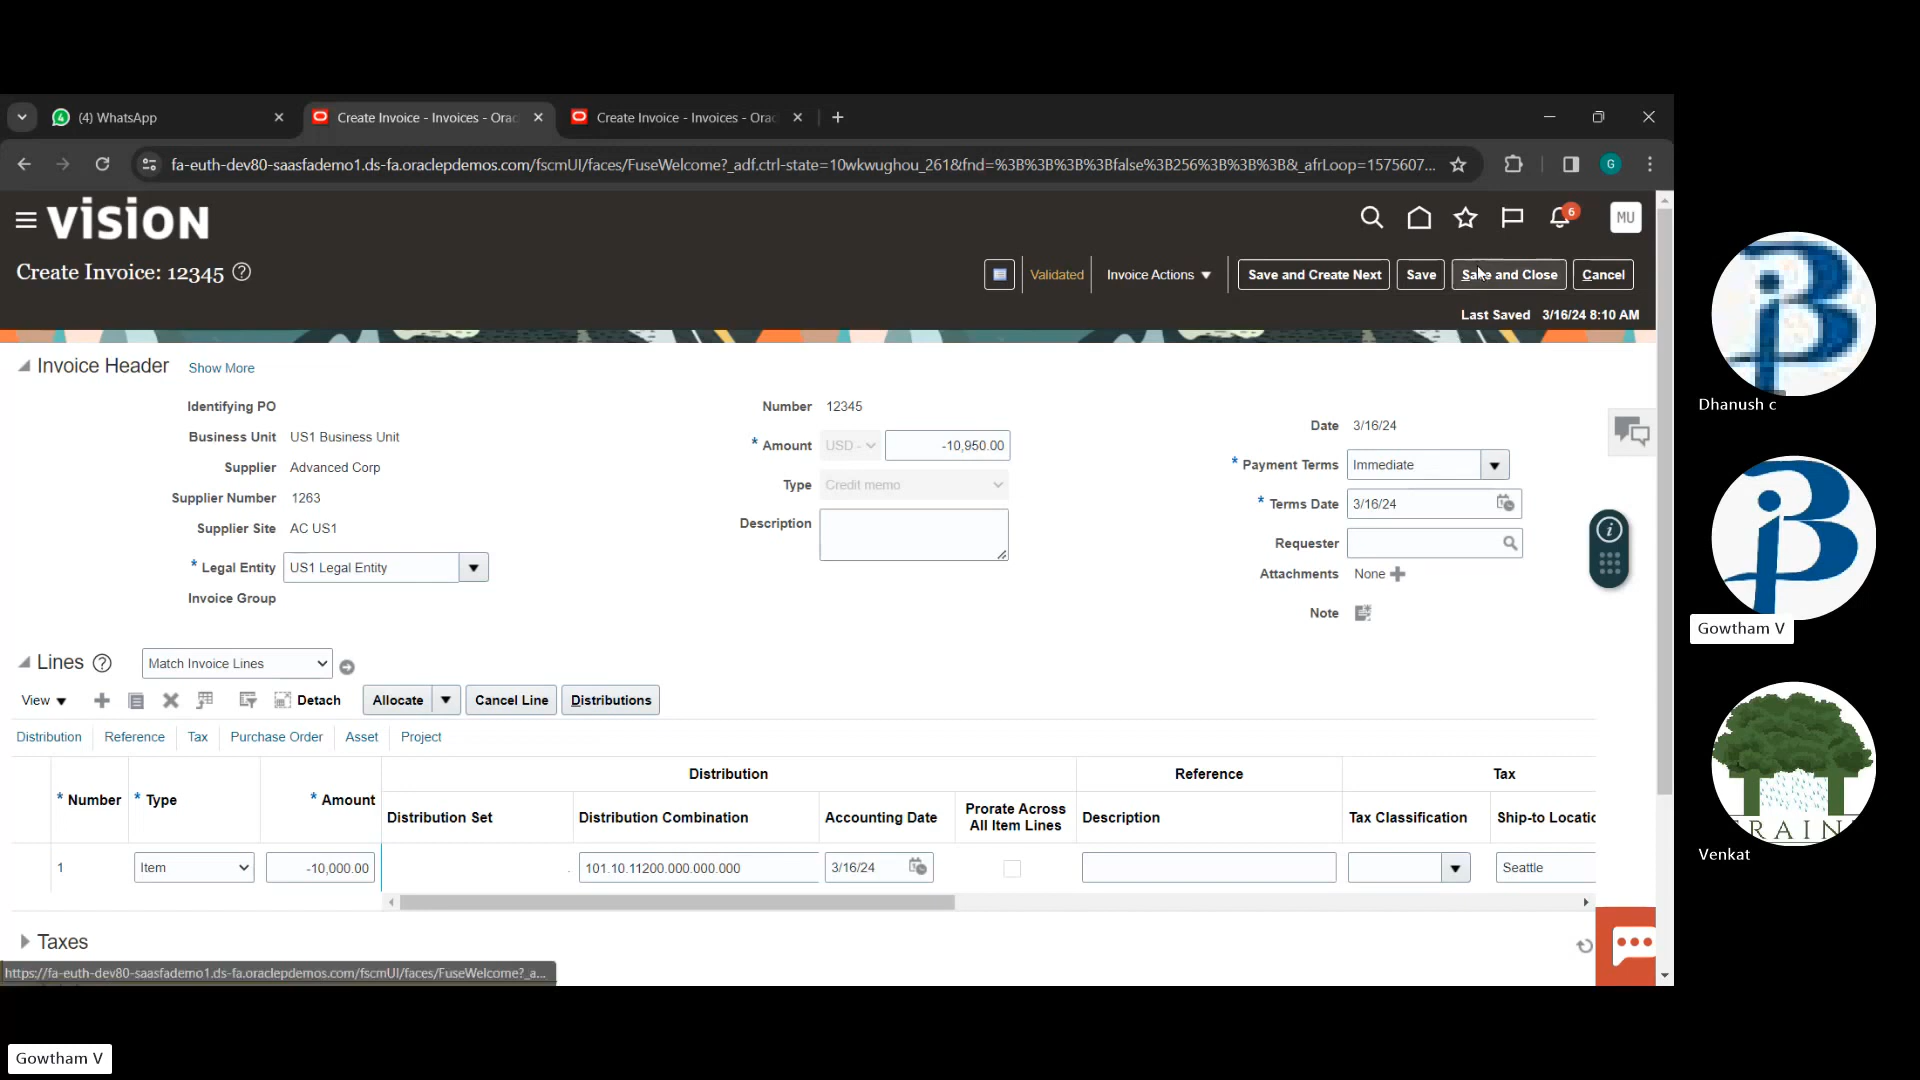 (4) WhatsApp
Create Invoice - Invoices - Orac
Create Invoice - Invoices - Orac
fa-euth-dev80-saasfademo1.ds-fa.oraclepdemos.com/fscmUI/faces/FuseWelcome?_adf.ctrl-state=10wkwughou_261&fnd=%3B%3B%3B%3Bfalse%3B256%3B%3B%3B&_afrLoop=1575607...
G
VISION
6
MU
Create Invoice: 12345
Validated
Invoice Actions
Save and Create Next
Save
Save and Close
Cancel
Last Saved 3/16/24 8:10 AM
Invoice Header
Show More
Identifying PO
Business Unit US1 Business Unit
Supplier Advanced Corp
Supplier Number 1263
Supplier Site AC US1
* Legal Entity US1 Legal Entity
Invoice Group
Number 12345
* Amount USD - -10,950.00
Type Credit memo
Description
Date 3/16/24
* Payment Terms Immediate
* Terms Date 3/16/24
Requester
Attachments None
Note
Lines
Match Invoice Lines
View
Detach
Allocate
Cancel Line
Distributions
Distribution Reference Tax Purchase Order Asset Project
Distribution Reference Tax
* Number * Type * Amount Distribution Set Distribution Combination Accounting Date Prorate Across All Item Lines Description Tax Classification Ship-to Locatio
1 Item -10,000.00 101.10.11200.000.000.000 3/16/24 Seattle
Taxes
https://fa-euth-dev80-saasfademo1.ds-fa.oraclepdemos.com/fscmUI/faces/FuseWelcome?_a...
Dhanush c
Gowtham V
RAIN
Venkat
Gowtham V